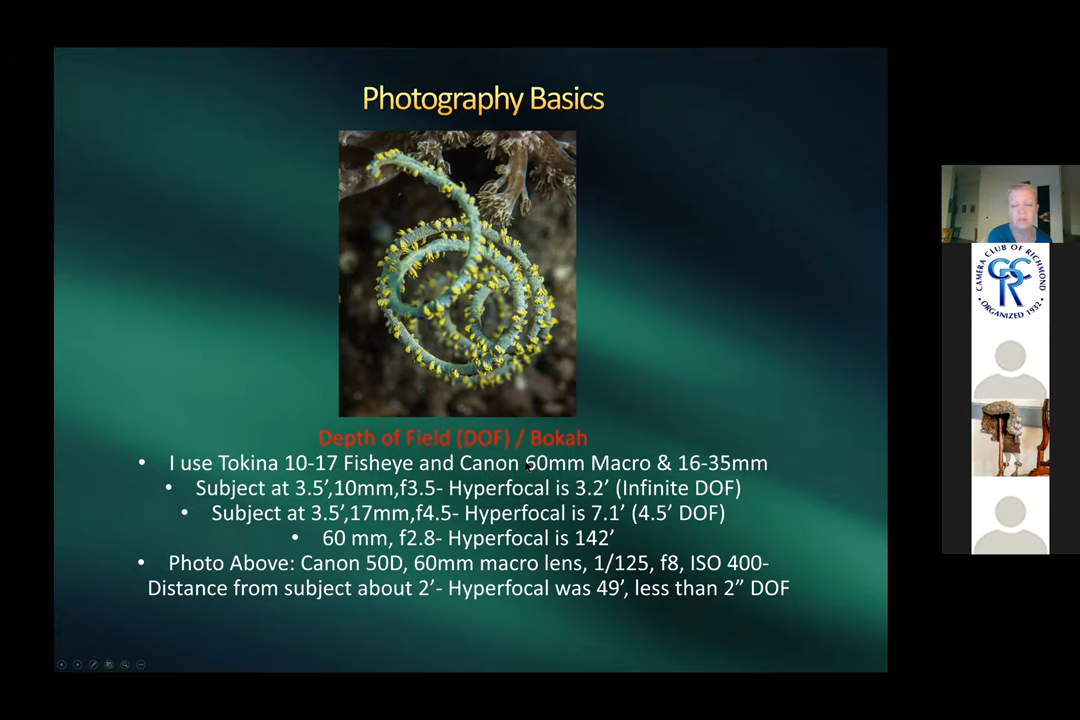 Photography Basics
Depth of Field (DOF) / Bokah
• I use Tokina 10-17 Fisheye and Canon 60mm Macro & 16-35mm
• Subject at 3.5’,10mm,f3.5- Hyperfocal is 3.2’ (Infinite DOF)
• Subject at 3.5’,17mm,f4.5- Hyperfocal is 7.1’ (4.5’ DOF)
• 60 mm, f2.8- Hyperfocal is 142’
• Photo Above: Canon 50D, 60mm macro lens, 1/125, f8, ISO 400-
Distance from subject about 2’- Hyperfocal was 49’, less than 2” DOF
CAMERA CLUB OF RICHMOND
CCR
• ORGANIZED 1932 •